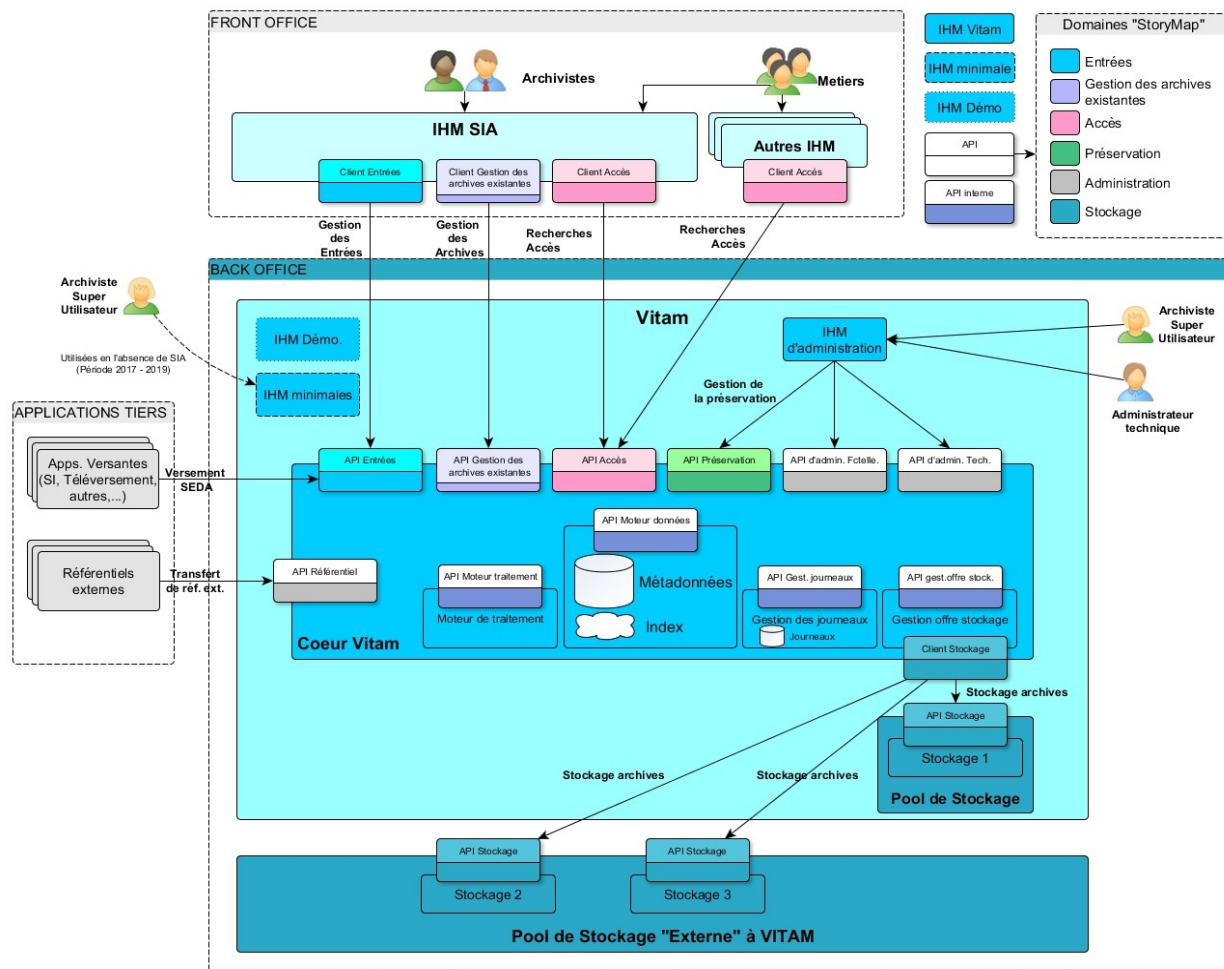 FRONT OFFICE
Archivistes
Metiers
IHM SIA
Autres IHM
Client Entrées
Client Gestion des
archives existantes
Client Accès
Client Accès
IHM Vitam
IHM minimale
IHM Démo
API
API interne
Domaines "StoryMap"
Entrées
Gestion des archives
existantes
Accès
Préservation
Administration
Stockage
Gestion
des
Entrées
Gestion
des
Archives
Recherches
Accès
Recherches
Accès
BACK OFFICE
Archiviste
Super
Utilisateur
Utilisées en l'absence de SIA
(Période 2017 - 2019)
Vitam
IHM Démo.
IHM minimales
IHM
d'administration
Archiviste
Super
Utilisateur
Administrateur
technique
Gestion de
la préservation
APPLICATIONS TIERS
Apps. Versantes
(SI, Téléversement,
autres,...)
Versement
SEDA
Référentiels
externes
Transfért
de réf. ext.
API Entrées
API Gestion des
archives existantes
API Accès
API Préservation
API d'admin. Fctelle.
API d'admin. Tech.
API Référentiel
API Moteur traitement
Moteur de traitement
API Moteur données
Métadonnées
Index
API Gest. journeaux
Gestion des journeaux
Journeaux
API gest.offre stock.
Gestion offre stockage
Coeur Vitam
Client Stockage
Stockage archives
API Stockage
Stockage 1
Pool de Stockage
Stockage archives
Stockage archives
API Stockage
Stockage 2
API Stockage
Stockage 3
Pool de Stockage "Externe" à VITAM